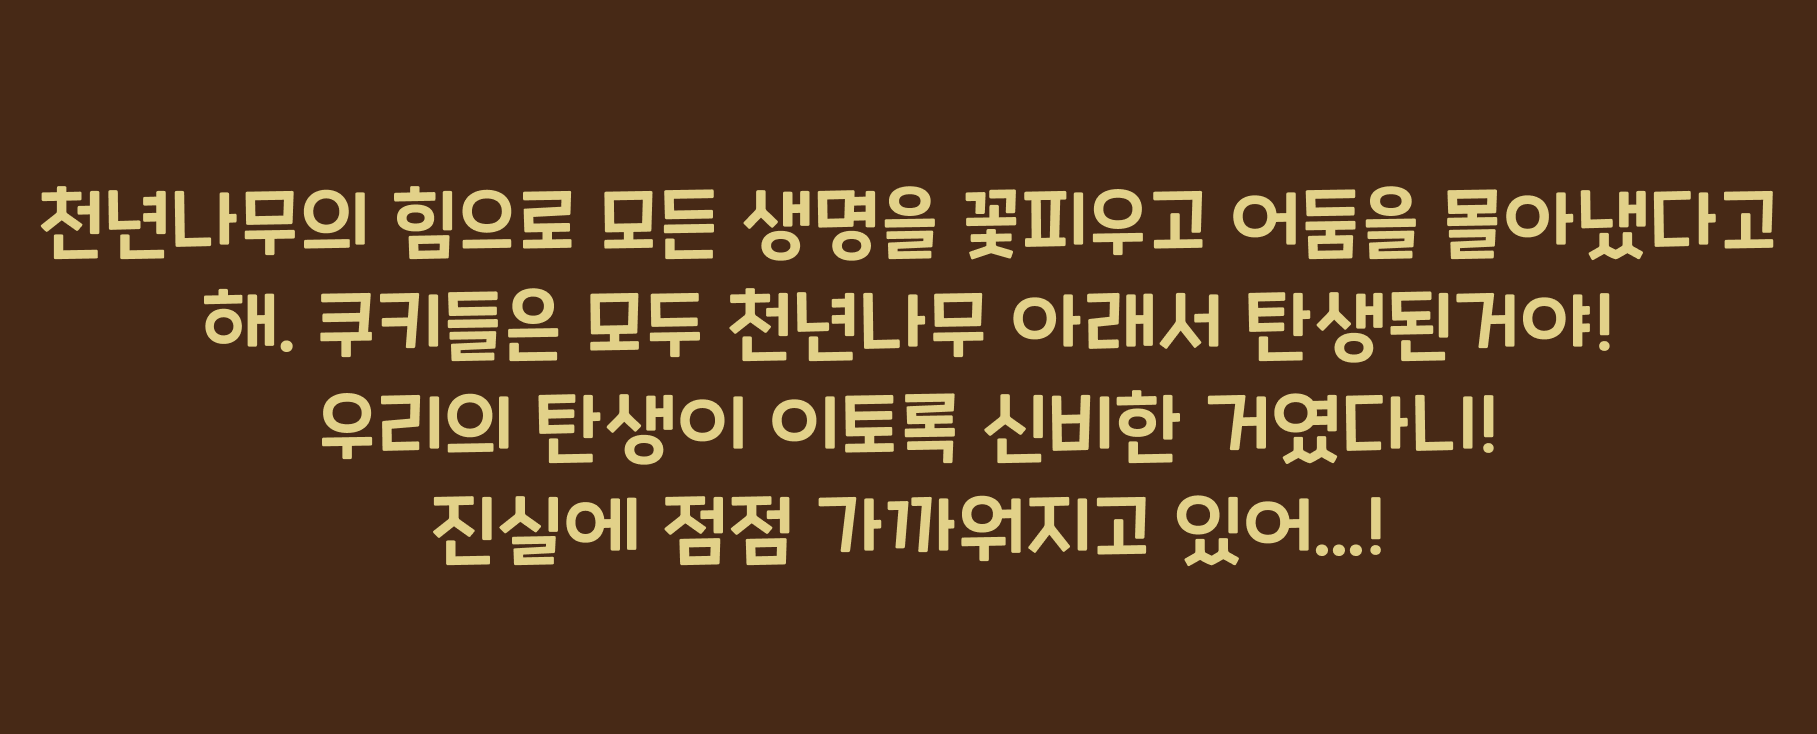 천년나무의 힘으로 모든 생명을 꽃피우고 어둠을 몰아냈다고
해. 쿠키들은 모두 천년나무 아래서 탄생된거야!
우리의 탄생이 이토록 신비한 거였다니!
진실에 점점 가까워지고 있어...!